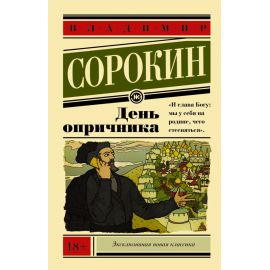 ВЛАДИМИР
СОРОКИН
День
опричника
«И слава Богу:
мы у себя на
родине, чего
стесняться».
18+
Эксклюзивная новая классика